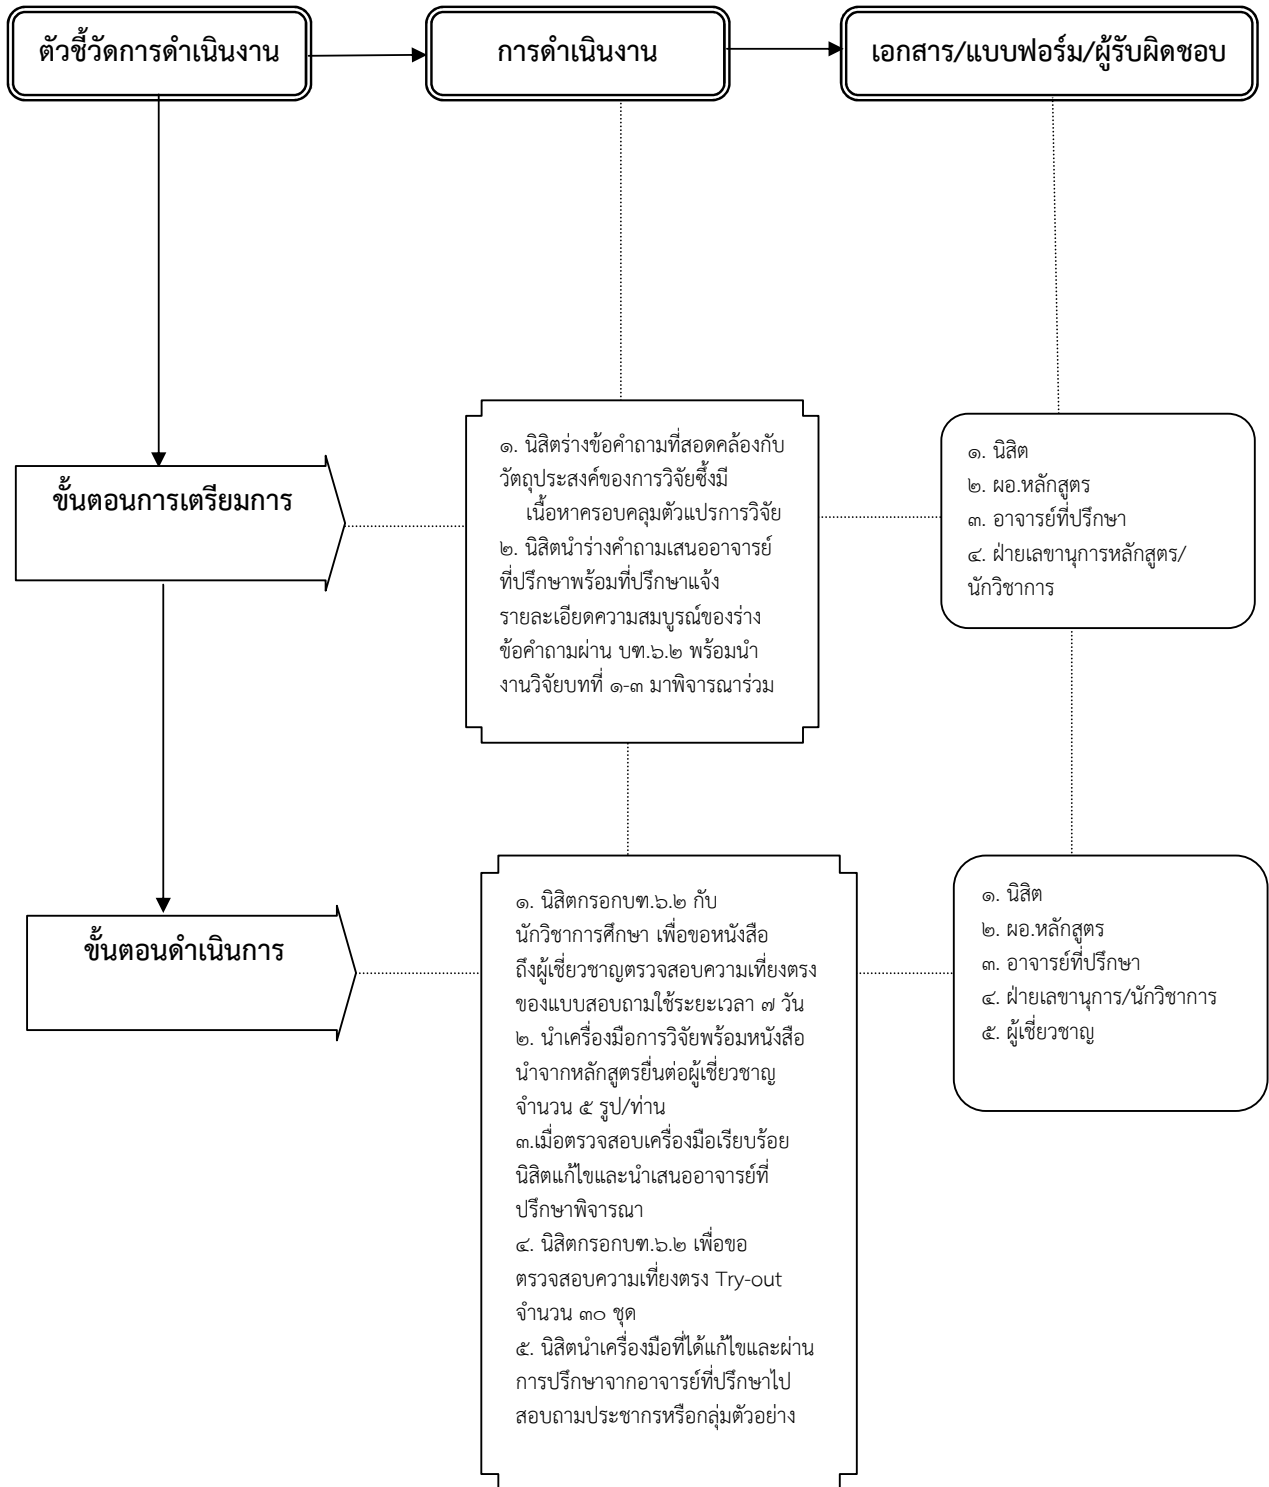 ตัวชี้วัดการดำเนินงาน
การดำเนินงาน
เอกสาร/แบบฟอร์ม/ผู้รับผิดชอบ
ขั้นตอนการเตรียมการ
๑. นิสิตร่างข้อคำถามที่สอดคล้องกับ
วัตถุประสงค์ของการวิจัยซึ้งมี
เนื้อหาครอบคลุมตัวแปรการวิจัย
๒. นิสิตนำร่างคำถามเสนออาจารย์
ที่ปรึกษาพร้อมที่ปรึกษาแจ้ง
รายละเอียดความสมบูรณ์ของร่าง
ข้อคำถามผ่าน บฑ.๖.๒ พร้อมนำ
งานวิจัยบทที่ ๑-๓ มาพิจารณาร่วม
๑. นิสิต
๒. ผอ.หลักสูตร
๓. อาจารย์ที่ปรึกษา
๔. ฝ่ายเลขานุการหลักสูตร/
นักวิชาการ
ขั้นตอนดำเนินการ
๑. นิสิตกรอกบฑ.๖.๒ กับ
นักวิชาการศึกษา เพื่อขอหนังสือ
ถึงผู้เชี่ยวชาญตรวจสอบความเที่ยงตรง
ของแบบสอบถามใช้ระยะเวลา ๗ วัน
๒. นำเครื่องมือการวิจัยพร้อมหนังสือ
นำจากหลักสูตรยื่นต่อผู้เชี่ยวชาญ
จำนวน ๕ รูป/ท่าน
๓.เมื่อตรวจสอบเครื่องมือเรียบร้อย
นิสิตแก้ไขและนำเสนออาจารย์ที่
ปรึกษาพิจารณา
๔. นิสิตกรอกบฑ.๖.๒ เพื่อขอ
ตรวจสอบความเที่ยงตรง Try-out
จำนวน ๓๐ ชุด
๕. นิสิตนำเครื่องมือที่ได้แก้ไขและผ่าน
การปรึกษาจากอาจารย์ที่ปรึกษาไป
สอบถามประชากรหรือกลุ่มตัวอย่าง
๑. นิสิต
๒. ผอ.หลักสูตร
๓. อาจารย์ที่ปรึกษา
๔. ฝ่ายเลขานุการ/นักวิชาการ
๕. ผู้เชี่ยวชาญ